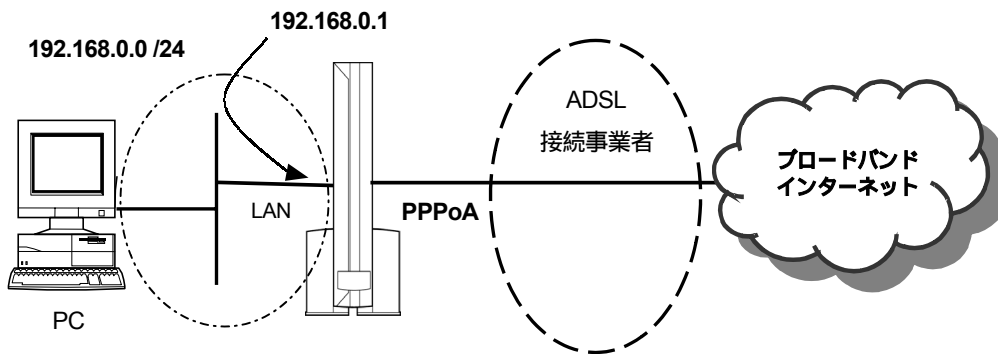 192.168.0.1
192.168.0.0 /24
ADSL
接続事業者
ブロードバンド
インターネット
LAN
PPPoA
PC